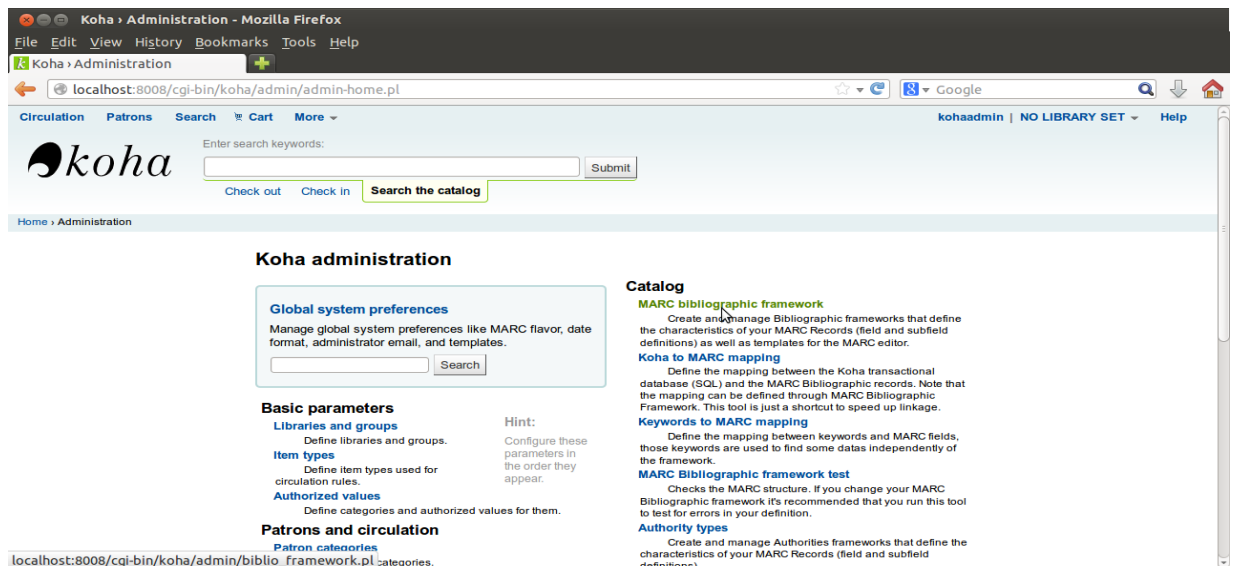 Koha › Administration - Mozilla Firefox
File Edit View History Bookmarks Tools Help
Koha › Administration
localhost:8008/cgi-bin/koha/admin/admin-home.pl
Google
Circulation Patrons Search Cart More
kohaadmin | NO LIBRARY SET Help
koha
Enter search keywords:
Submit
Check out Check in Search the catalog
Home › Administration
Koha administration
Global system preferences
Manage global system preferences like MARC flavor, date
format, administrator email, and templates.
Search
Basic parameters
Libraries and groups
Define libraries and groups.
Item types
Define item types used for
circulation rules.
Authorized values
Define categories and authorized values for them.
Hint:
Configure these
parameters in
the order they
appear.
Patrons and circulation
Patron categories
categories.
Catalog
MARC bibliographic framework
Create and manage Bibliographic frameworks that define
the characteristics of your MARC Records (field and subfield
definitions) as well as templates for the MARC editor.
Koha to MARC mapping
Define the mapping between the Koha transactional
database (SQL) and the MARC Bibliographic records. Note that
the mapping can be defined through MARC Bibliographic
Framework. This tool is just a shortcut to speed up linkage.
Keywords to MARC mapping
Define the mapping between keywords and MARC fields,
those keywords are used to find some datas independently of
the framework.
MARC Bibliographic framework test
Checks the MARC structure. If you change your MARC
Bibliographic framework it's recommended that you run this tool
to test for errors in your definition.
Authority types
Create and manage Authorities frameworks that define the
characteristics of your MARC Records (field and subfield
definitions)
localhost:8008/cgi-bin/koha/admin/biblio_framework.pl